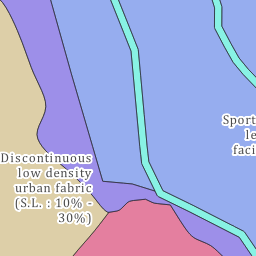 Discontinuous
low density
urban fabric
(S.L. : 10% -
30%)
Sport
le
faci